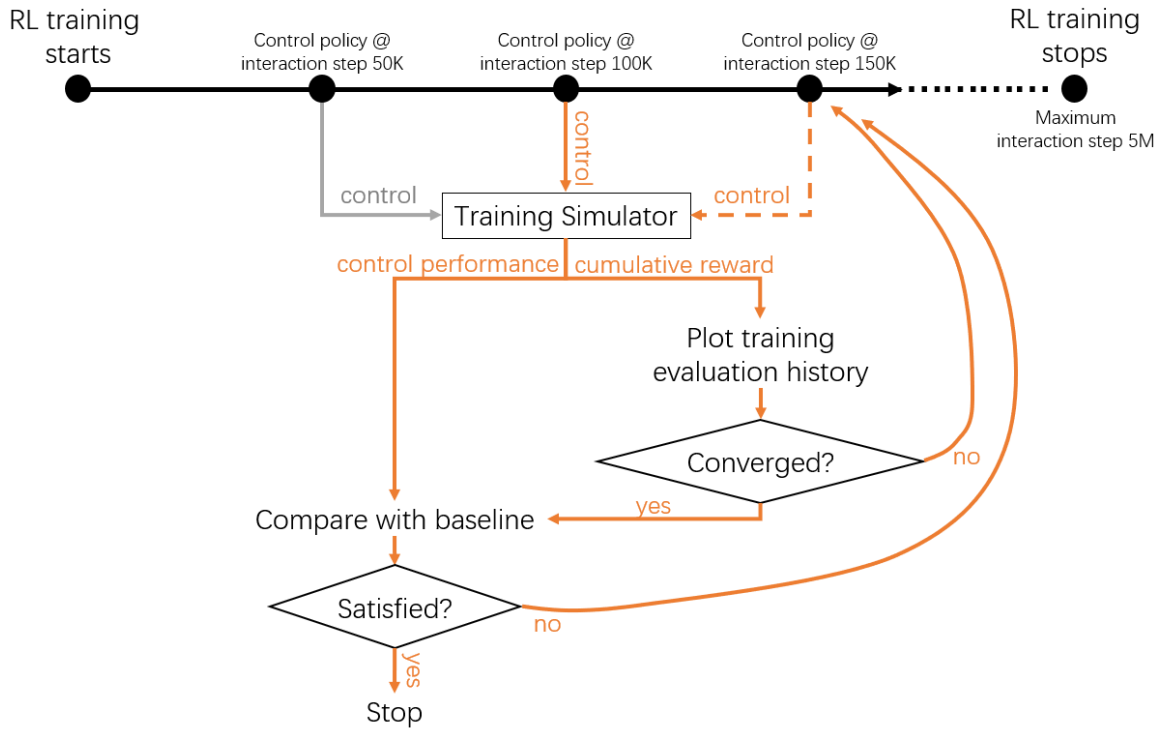 RL training
starts
Control policy @
interaction step 50K
Control policy @
interaction step 100K
Control policy @
interaction step 150K
RL training
stops
Maximum
interaction step 5M
control
control
control
Training Simulator
control performance
cumulative reward
Plot training
evaluation history
Converged?
no
yes
Compare with baseline
Satisfied?
no
yes
Stop